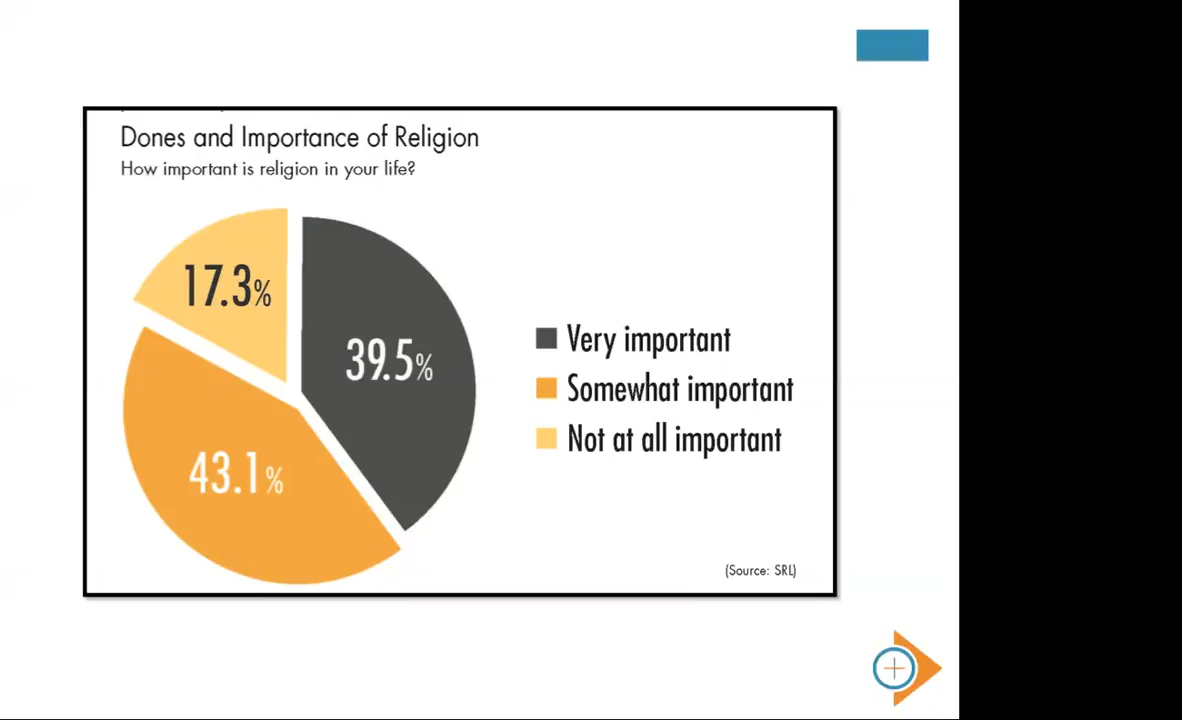 Dones and Importance of Religion
How important is religion in your life?
17.3%
39.5%
43.1%
Very important
Somewhat important
Not at all important
(Source: SRL)